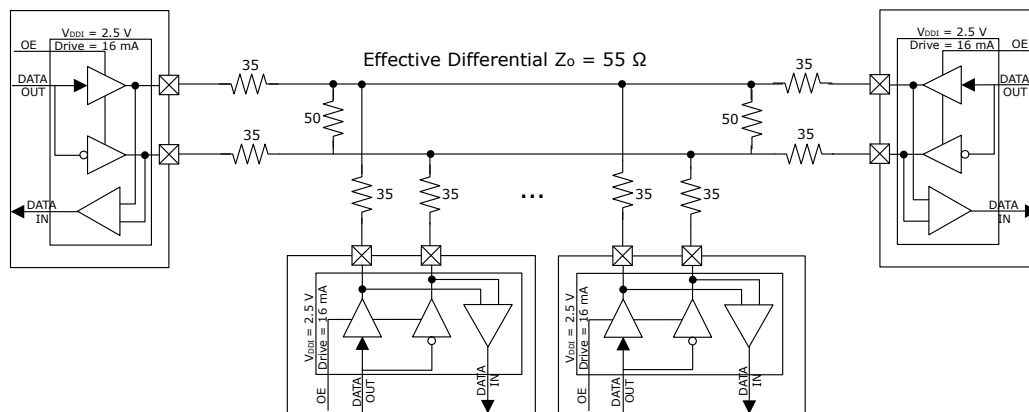 VDDI = 2.5 V
Drive = 16 mA
OE
DATA
OUT
DATA
IN
35
35
50
Effective Differential Zo = 55 Ω
35
35
50
VDDI = 2.5 V
Drive = 16 mA
OE
DATA
OUT
DATA
IN
35
35
...
35
35
VDDI = 2.5 V
Drive = 16 mA
OE
DATA
OUT
DATA
IN
VDDI = 2.5 V
Drive = 16 mA
OE
DATA
OUT
DATA
IN